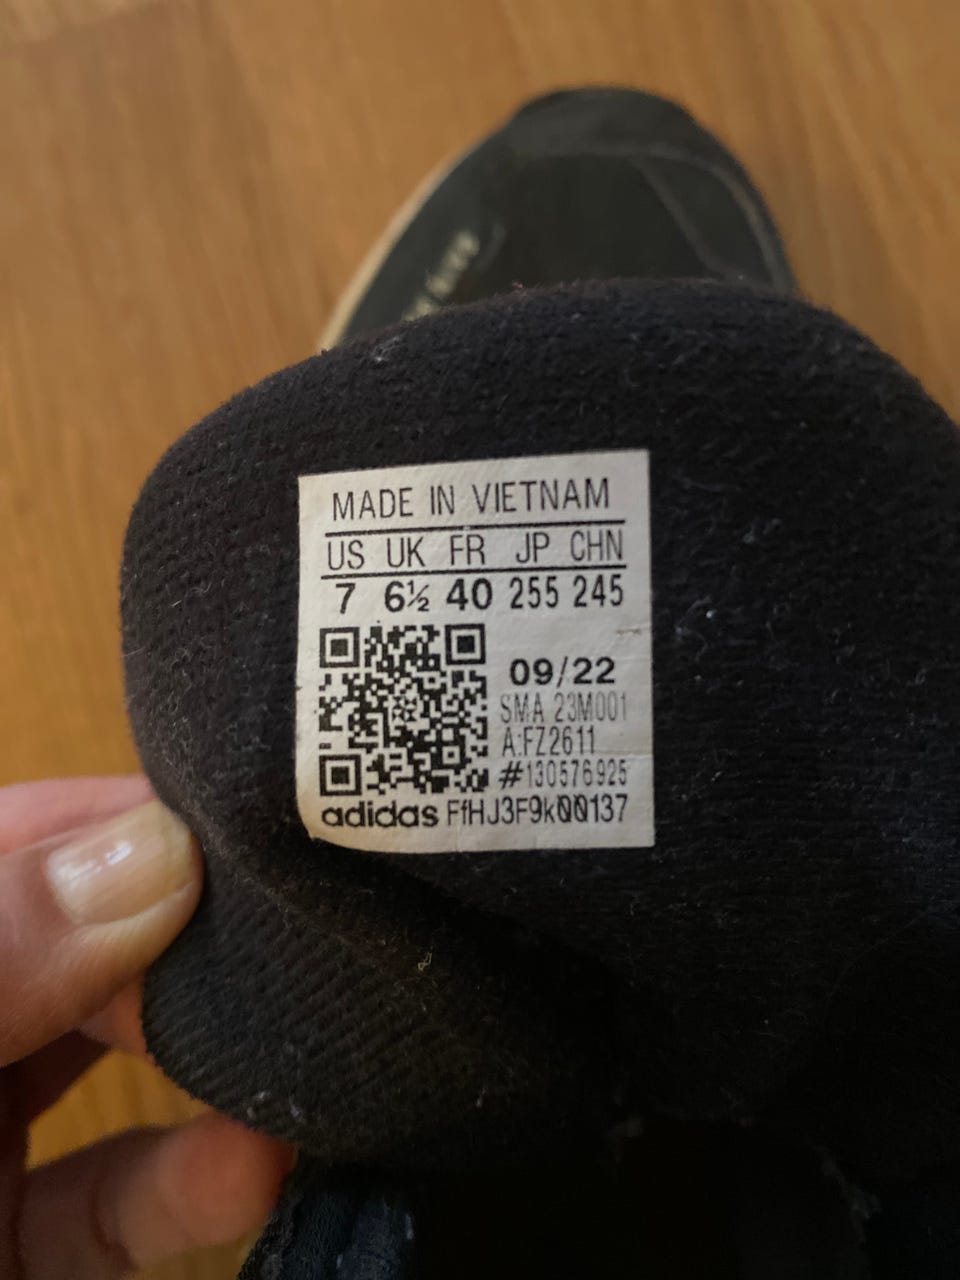 MADE IN VIETNAM
US UK FR JP CHN
7 6½ 40 255 245
09/22
SMA 23M001
A:FZ2611
#130576925
adidas FfHJ3F9k00137